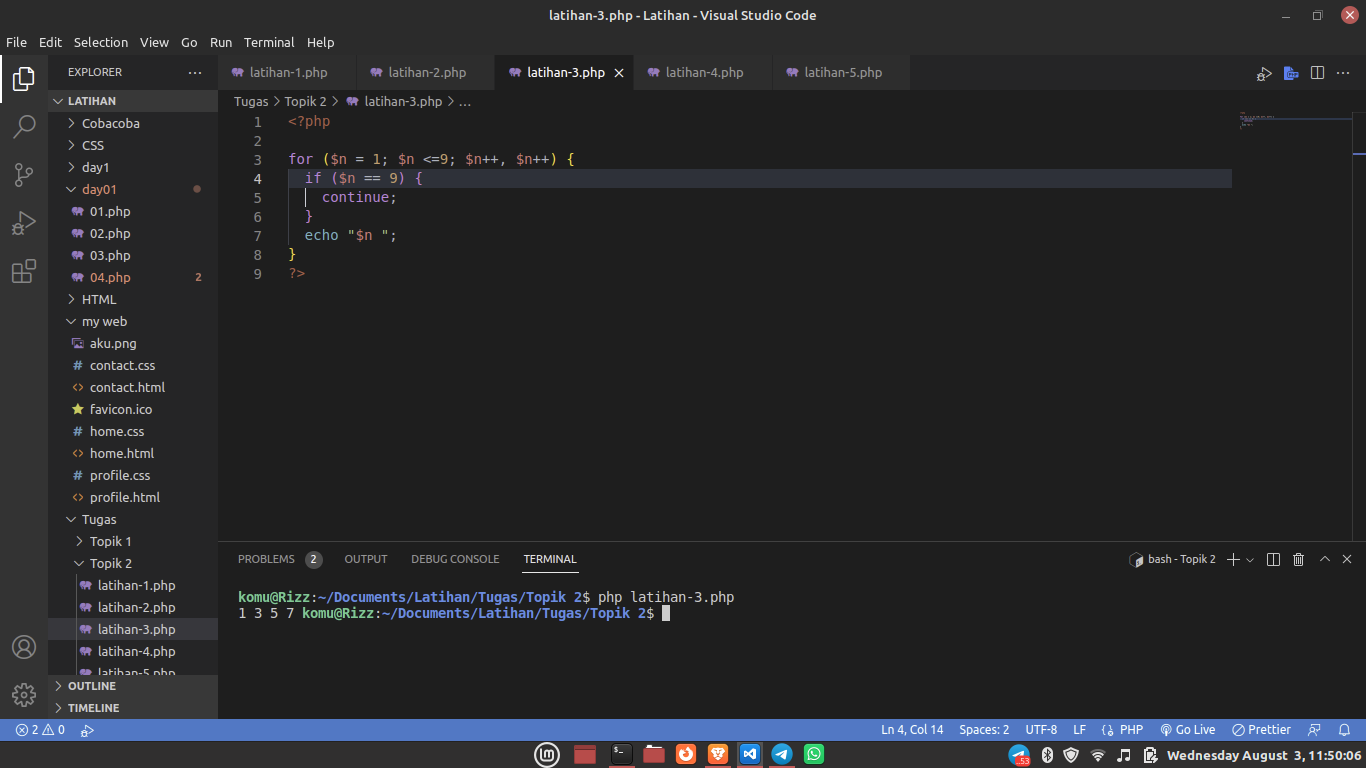 latihan-3.php - Latihan - Visual Studio Code
File Edit Selection View Go Run Terminal Help
EXPLORER
latihan-1.php latihan-2.php latihan-3.php latihan-4.php latihan-5.php
LATIHAN
Cobacoba
CSS
day1
day01
01.php
02.php
03.php
04.php 2
HTML
my web
aku.png
contact.css
contact.html
favicon.ico
home.css
home.html
profile.css
profile.html
Tugas
Topik 1
Topik 2
latihan-1.php
latihan-2.php
latihan-3.php
latihan-4.php
latihan-5.php
OUTLINE
TIMELINE
Tugas > Topik 2 > latihan-3.php > ...
1 <?php
2
3 for ($n = 1; $n <=9; $n++, $n++) {
4 if ($n == 9) {
5 continue;
6 }
7 echo "$n ";
8 }
9 ?>
PROBLEMS 2 OUTPUT DEBUG CONSOLE TERMINAL
bash - Topik 2
komu@Rizz:~/Documents/Latihan/Tugas/Topik 2$ php latihan-3.php
1 3 5 7 komu@Rizz:~/Documents/Latihan/Tugas/Topik 2$
2 0
Ln 4, Col 14 Spaces: 2 UTF-8 LF PHP Go Live Prettier
53
Wednesday August 3, 11:50:06